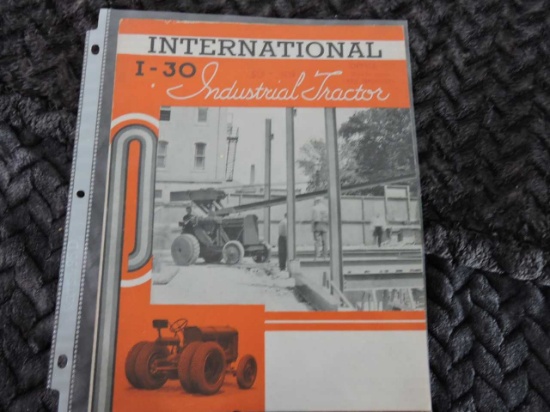 INTERNATIONAL
I-30
Industrial Tractor